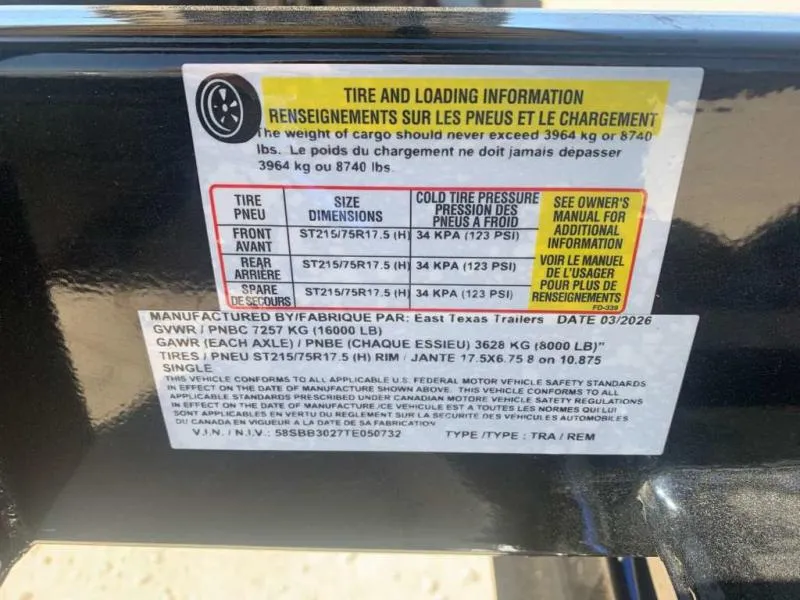 TIRE AND LOADING INFORMATION
RENSEIGNEMENTS SUR LES PNEUS ET LE CHARGEMENT
The weight of cargo should never exceed 3964 kg or 8740
lbs. Le poids du chargement ne doit jamais depasser
3964 kg ou 8740 lbs.
TIRE PNEU SIZE DIMENSIONS COLD TIRE PRESSURE PRESSION DES PNEUS A FROID
FRONT AVANT ST215/75R17.5 (H) 34 KPA (123 PSI)
REAR ARRIÈRE ST215/75R17.5 (H) 34 KPA (123 PSI)
SPARE DE SECOURS ST215/75R17.5 (H) 34 KPA (123 PSI)
SEE OWNER'S
MANUAL FOR
ADDITIONAL
INFORMATION
VOIR LE MANUEL
DE L'USAGER
POUR PLUS DE
RENSEIGNEMENTS
FD-339
MANUFACTURED BY/FABRIQUE PAR: East Texas Trailers DATE 03/2026
GVWR / PNBC 7257 KG (16000 LB)
GAWR (EACH AXLE) / PNBE (CHAQUE ESSIEU) 3628 KG (8000 LB)"
TIRES / PNEU ST215/75R17.5 (H) RIM / JANTE 17.5X6.75 8 on 10.875
SINGLE
THIS VEHICLE CONFORMS TO ALL APPLICABLE U.S. FEDERAL MOTOR VEHICLE SAFETY STANDARDS
IN EFFECT ON THE DATE OF MANUFACTURE. THIS VEHICLE CONFORMS TO ALL
APPLICABLE STANDARDS PRESCRIBED UNDER CANADIAN MOTORE VEHICLE SAFETY REGULATIONS
IN EFFECT ON THE DATE OF MANUFACTURE./CE VEHICULE EST A TOUTES LES NORMES QUI LUI
SONT APPLICABLES EN VERTU DU REGLEMENT SUR LA SECURITE DES VEHICULES AUTOMOBILES
DU CANADA EN VIGUEUR A LA DATE DE SA FABRICATION
V.I.N. / N.I.V.: 58SBB3027TE050732 TYPE /TYPE : TRA / REM